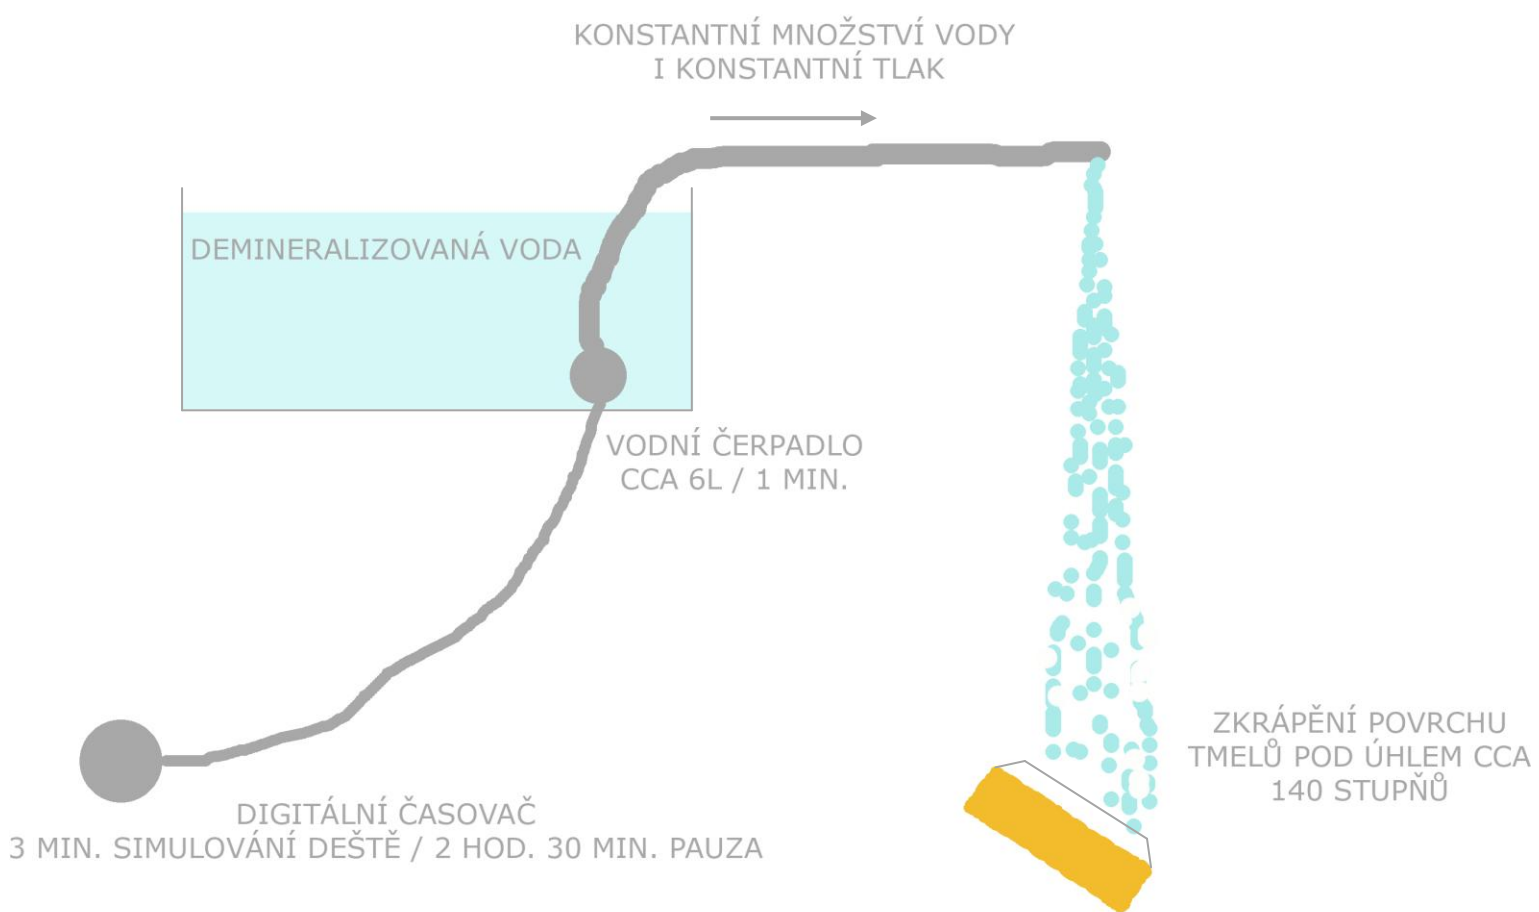 KONSTANTNÍ MNOŽSTVÍ VODY
I KONSTANTNÍ TLAK
DEMINERALIZOVANÁ VODA
VODNÍ ČERPADLO
CCA 6L / 1 MIN.
ZKRÁPĚNÍ POVRCHU
TMELŮ POD ÚHLEM CCA
140 STUPŇŮ
DIGITÁLNÍ ČASOVAČ
3 MIN. SIMULOVÁNÍ DEŠTĚ / 2 HOD. 30 MIN. PAUZA